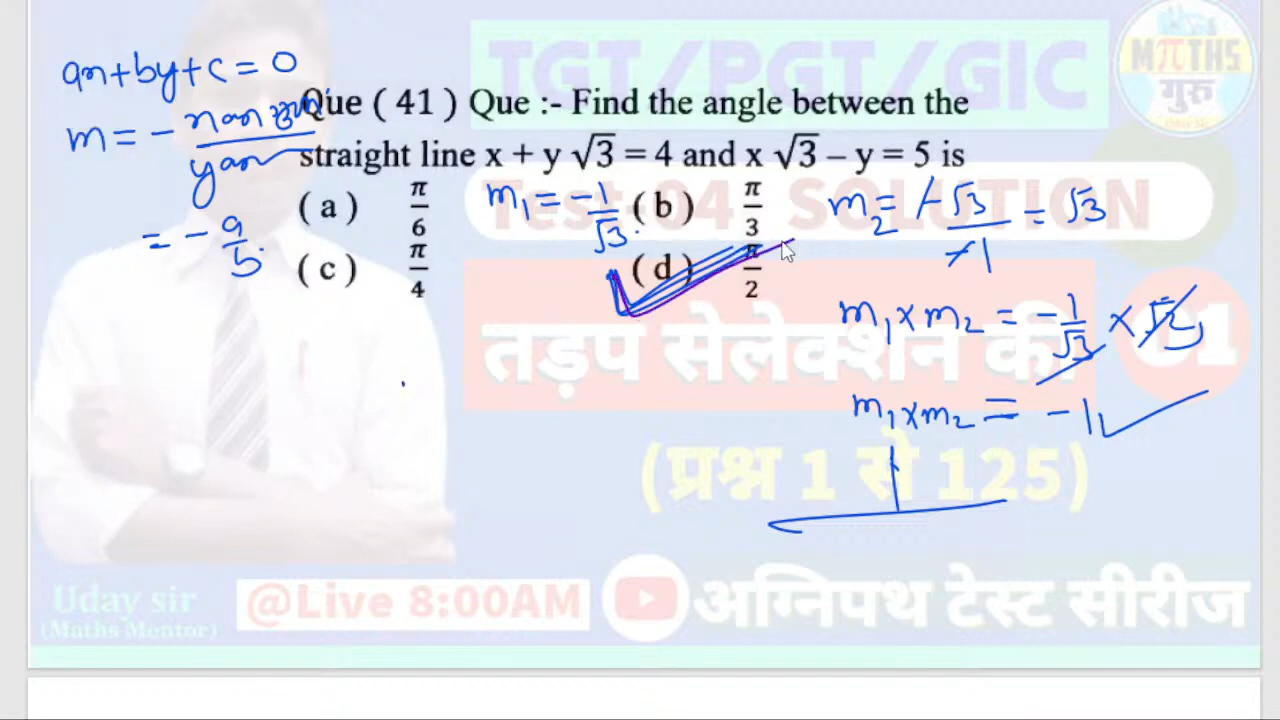 TGT/PGT/GIC
MπTHS
गुरु
ax+by+c=0
m = -
= - a/b
Que ( 41 ) Que :- Find the angle between the
straight line x + y √3 = 4 and x √3 – y = 5 is
Test 04 SOLUTION
( a ) π/6 ( b ) π/3
( c ) π/4 ( d ) π/2
m₁ = -1/√3
m₂ = -√3/-1 = √3
m₁ × m₂ = -1/√3 × √3
m₁ × m₂ = -1
तड़प सेलेक्शन की
(प्रश्न 1 से 125)
Uday sir
(Maths Mentor)
@Live 8:00AM
अग्निपथ टेस्ट सीरीज